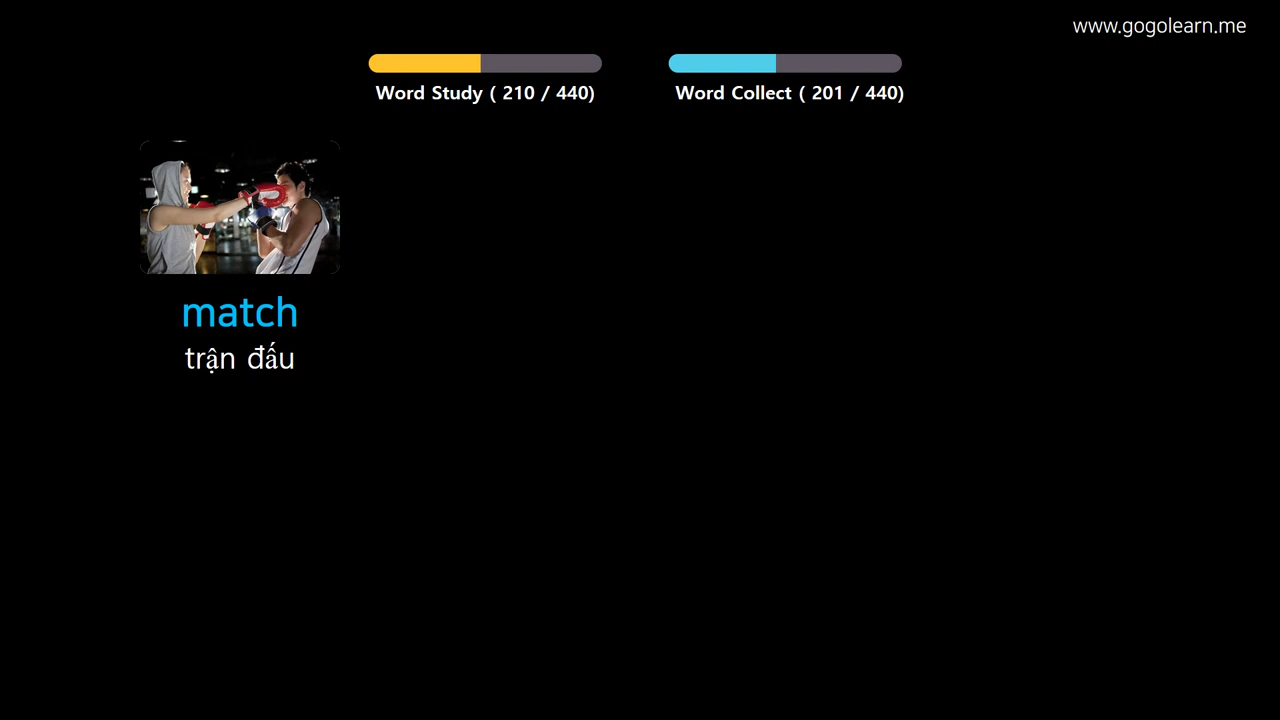 www.gogolearn.me
Word Study ( 210 / 440)
Word Collect ( 201 / 440)
match
trận đấu